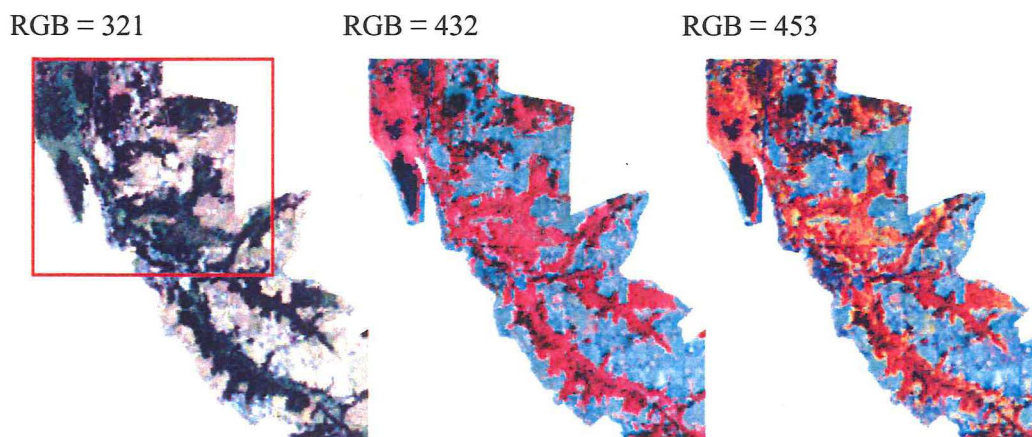 RGB = 321
RGB = 432
RGB = 453